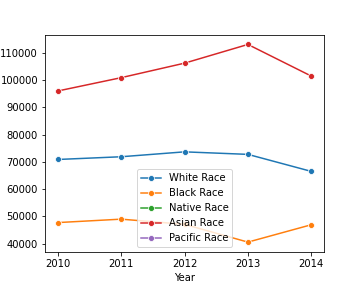 110000
100000
90000
80000
70000
60000
50000
40000
White Race
Black Race
Native Race
Asian Race
Pacific Race
2010 2011 2012 2013 2014
Year